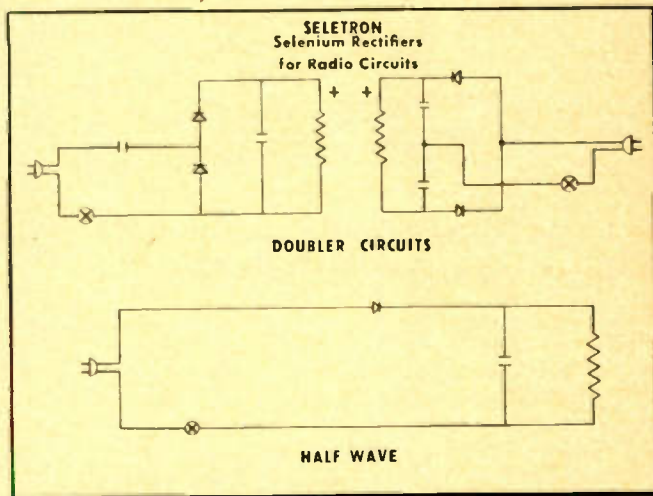 SELETRON
Selenium Rectifiers
for Radio Circuits
+ +
DOUBLER CIRCUITS
HALF WAVE